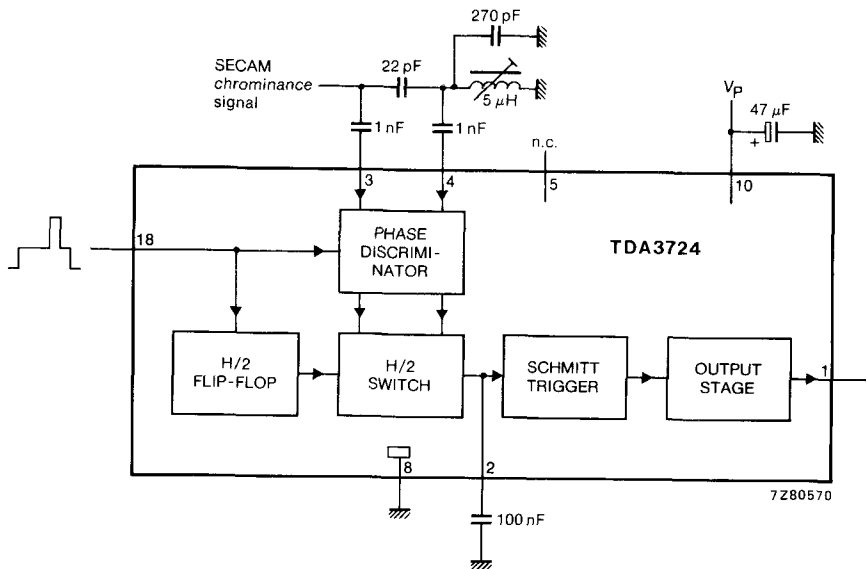 270 pF
22 pF
SECAM
chrominance
signal
5 μH
1 nF
1 nF
VP
47 μF
+
n.c.
3
4
5
10
18
PHASE
DISCRIMI-
NATOR
TDA3724
H/2
FLIP-FLOP
H/2
SWITCH
SCHMITT
TRIGGER
OUTPUT
STAGE
1
8
2
7Z80570
100 nF